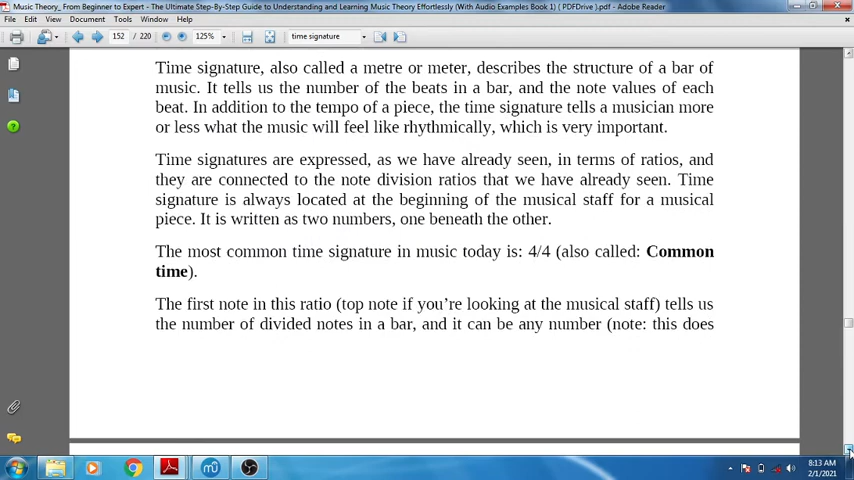 Music Theory_ From Beginner to Expert - The Ultimate Step-By-Step Guide to Understanding and Learning Music Theory Effortlessly (With Audio Examples Book 1) ( PDFDrive ).pdf - Adobe Reader
File Edit View Document Tools Window Help
152 / 220 125% time signature
Time signature, also called a metre or meter, describes the structure of a bar of
music. It tells us the number of the beats in a bar, and the note values of each
beat. In addition to the tempo of a piece, the time signature tells a musician more
or less what the music will feel like rhythmically, which is very important.
Time signatures are expressed, as we have already seen, in terms of ratios, and
they are connected to the note division ratios that we have already seen. Time
signature is always located at the beginning of the musical staff for a musical
piece. It is written as two numbers, one beneath the other.
The most common time signature in music today is: 4/4 (also called: Common
time).
The first note in this ratio (top note if you’re looking at the musical staff) tells us
the number of divided notes in a bar, and it can be any number (note: this does
8:13 AM
2/1/2021